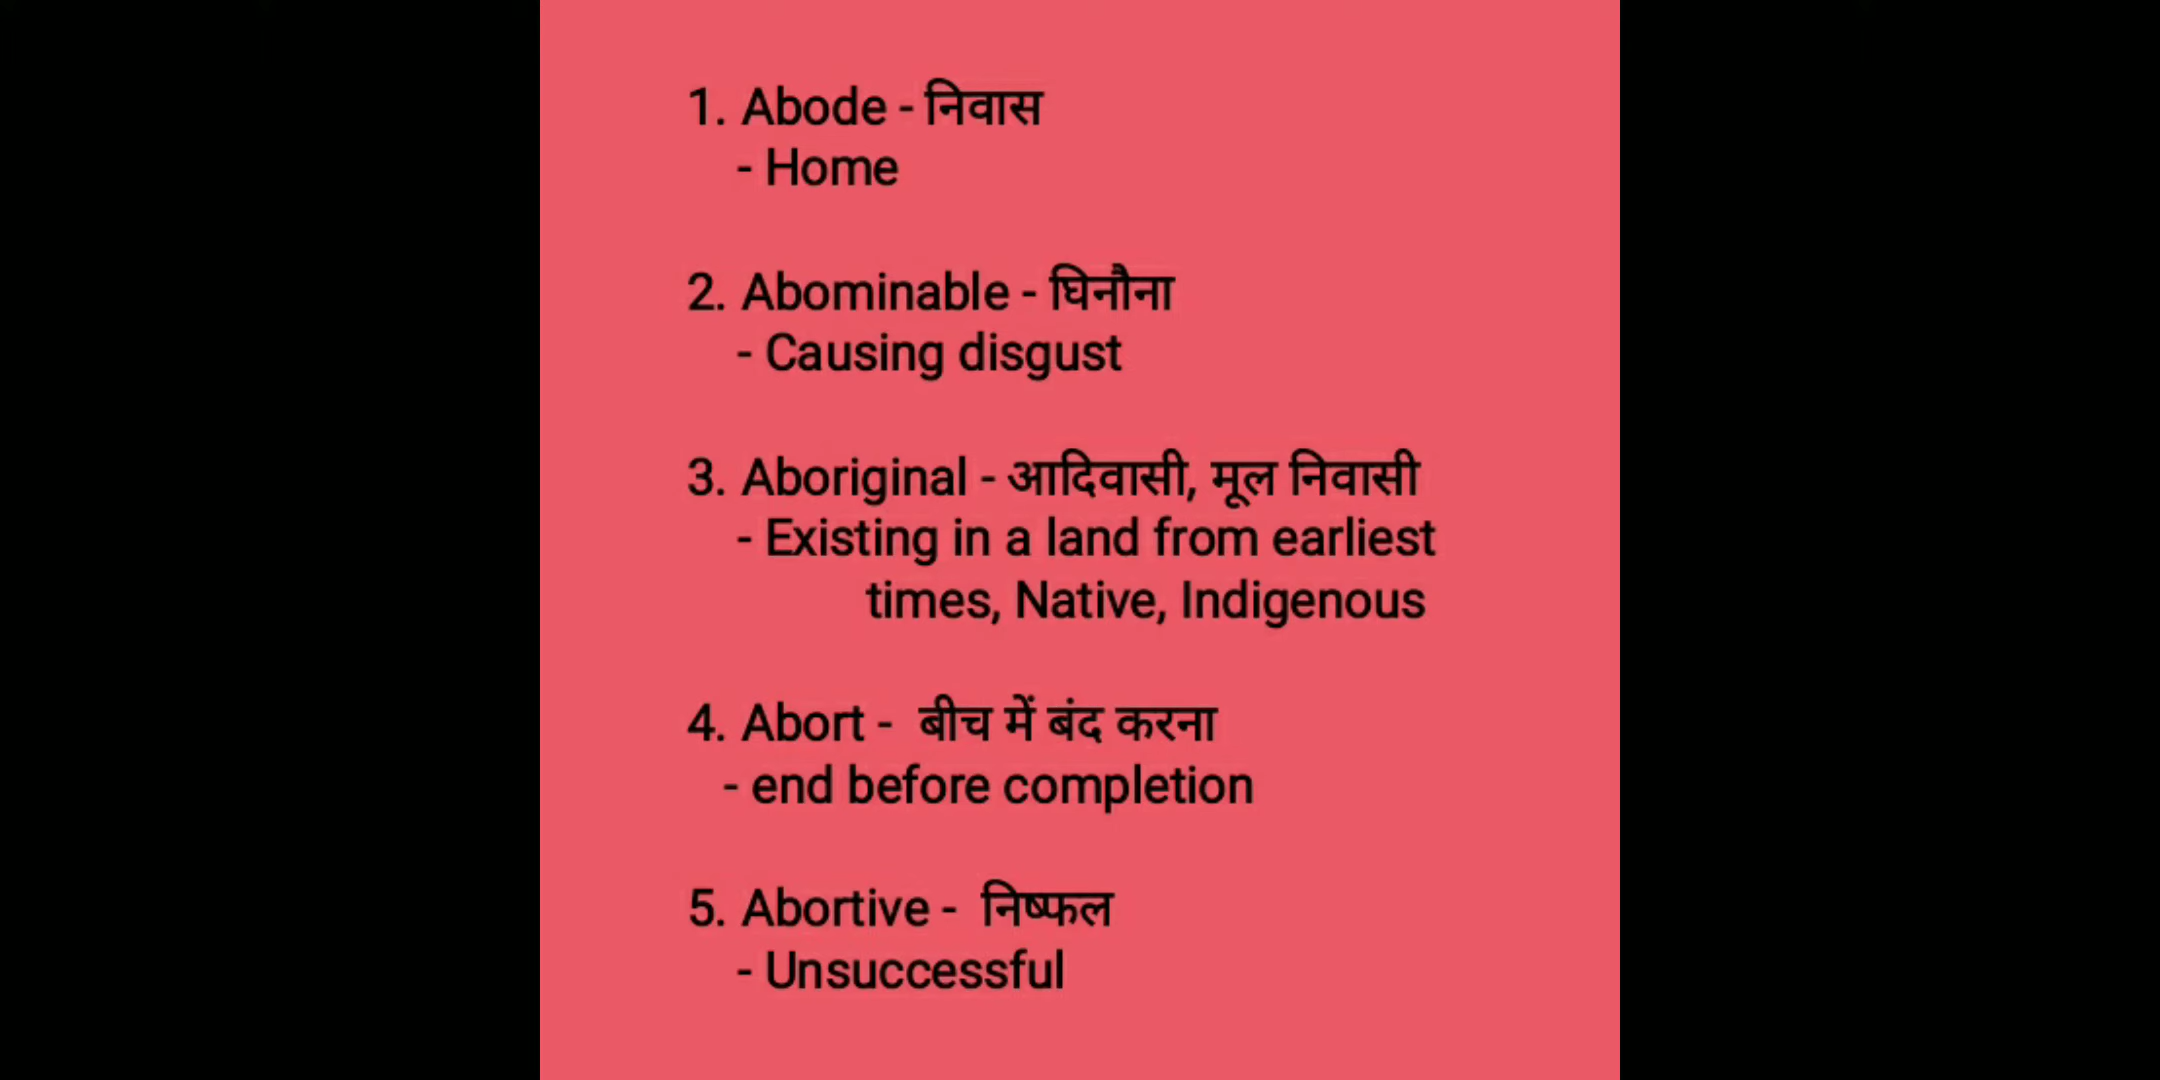 1. Abode - निवास
- Home
2. Abominable - घिनौना
- Causing disgust
3. Aboriginal - आदिवासी, मूल निवासी
- Existing in a land from earliest
times, Native, Indigenous
4. Abort - बीच में बंद करना
- end before completion
5. Abortive - निष्फल
- Unsuccessful